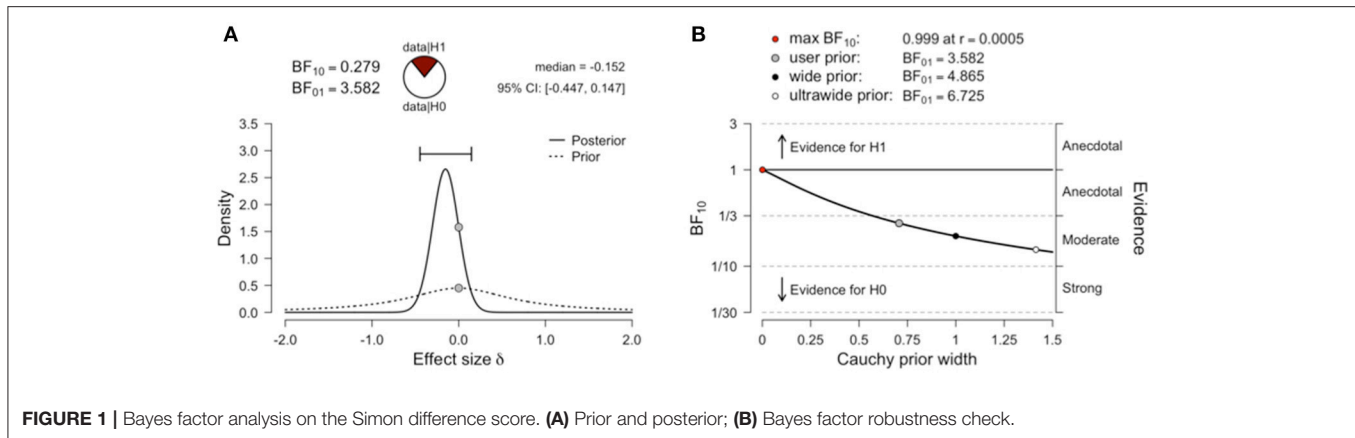 A
data|H1
BF10 = 0.279
BF01 = 3.582
data|H0
median = -0.152
95% CI: [-0.447, 0.147]
Posterior
Prior
3.5
3.0
2.5
2.0
1.5
1.0
0.5
0.0
Density
-2.0 -1.0 0.0 1.0 2.0
Effect size δ
B
max BF10: 0.999 at r = 0.0005
user prior: BF01 = 3.582
wide prior: BF01 = 4.865
ultrawide prior: BF01 = 6.725
3
1
1/3
1/10
1/30
BF10
Evidence for H1
Evidence for H0
Anecdotal
Anecdotal
Moderate
Strong
Evidence
0 0.25 0.5 0.75 1 1.25 1.5
Cauchy prior width
FIGURE 1 | Bayes factor analysis on the Simon difference score. (A) Prior and posterior; (B) Bayes factor robustness check.